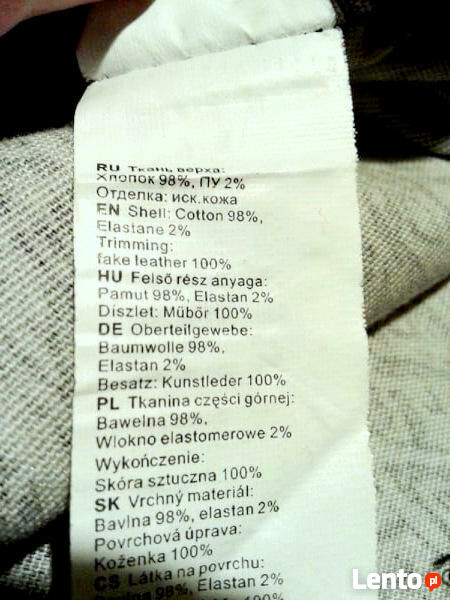 RU Ткань верха:
Хлопок 98%, ПУ 2%
Отделка: иск.кожа
EN Shell: Cotton 98%,
Elastane 2%
Trimming:
fake leather 100%
HU Felső rész anyaga:
Pamut 98%, Elastan 2%
Díszlet: Műbőr 100%
DE Oberteilgewebe:
Baumwolle 98%,
Elastan 2%
Besatz: Kunstleder 100%
PL Tkanina części górnej:
Bawełna 98%,
Włokno elastomerowe 2%
Wykończenie:
Skóra sztuczna 100%
SK Vrchný materiál:
Bavlna 98%, elastan 2%
Povrchová úprava:
Koženka 100%
CS Látka na povrchu:
98%, Elastan 2%
100%
Lento.pl